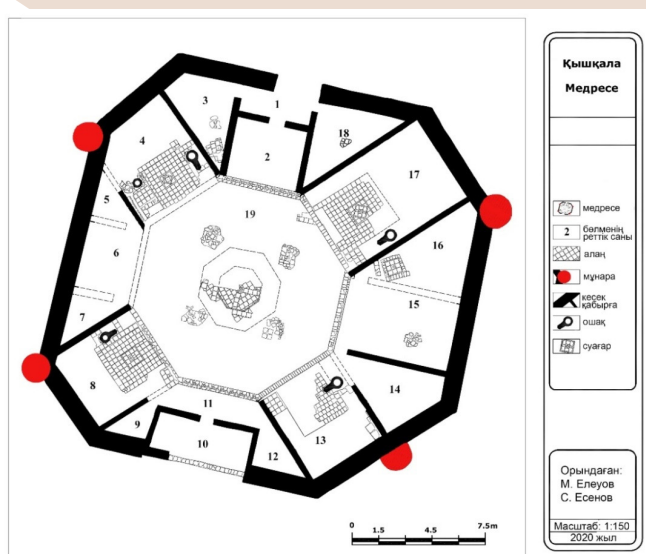 Қышқала
Медресе
медресе
2
бөлменің
реттік саны
алаң
мұнара
кесек
қабырға
ошақ
суағар
Орындаған:
М. Елеуов
С. Есенов
Масштаб: 1:150
2020 жыл
1
2
3
4
5
6
7
8
9
10
11
12
13
14
15
16
17
18
19
0 1.5 4.5 7.5m